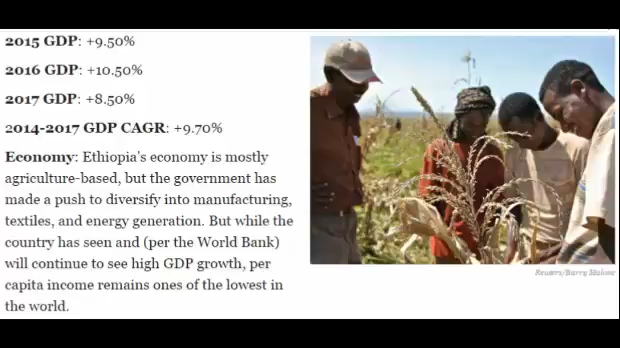 2015 GDP: +9.50%
2016 GDP: +10.50%
2017 GDP: +8.50%
2014-2017 GDP CAGR: +9.70%
Economy: Ethiopia's economy is mostly
agriculture-based, but the government has
made a push to diversify into manufacturing,
textiles, and energy generation. But while the
country has seen and (per the World Bank)
will continue to see high GDP growth, per
capita income remains ones of the lowest in
the world.
Reuters/Barry Malone